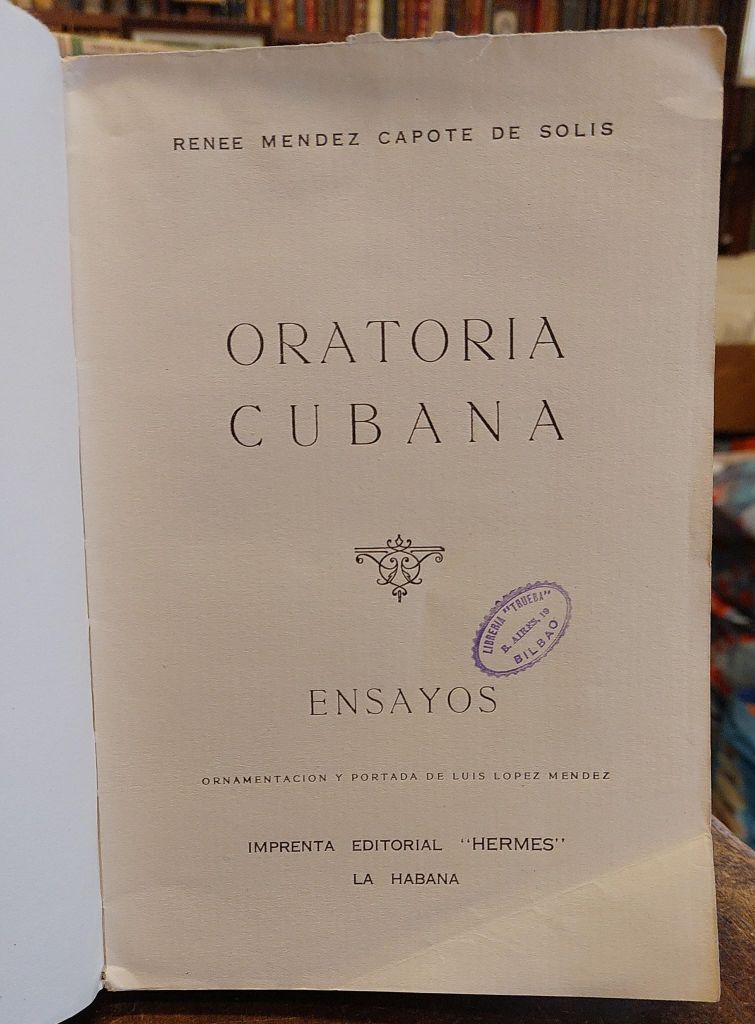 RENEE MENDEZ CAPOTE DE SOLIS
ORATORIA
CUBANA
LIBRERIA "TRUEBA"
B. AIRES, 19
BILBAO
ENSAYOS
ORNAMENTACION Y PORTADA DE LUIS LOPEZ MENDEZ
IMPRENTA EDITORIAL "HERMES"
LA HABANA